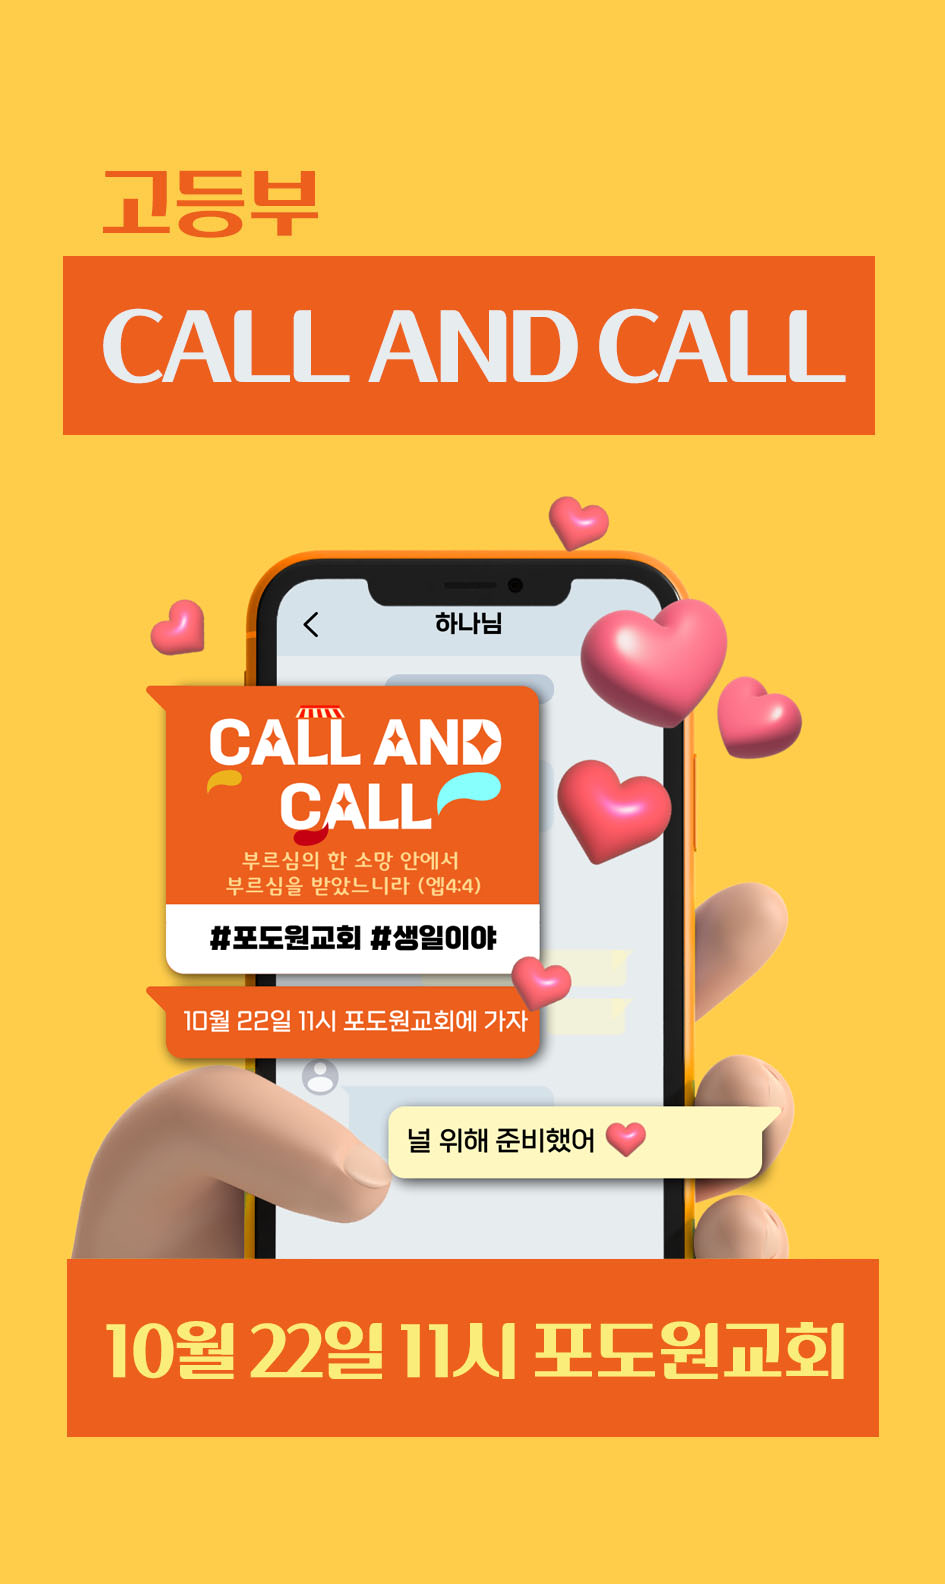 고등부
CALL AND CALL
하나님
CALL AND
CALL
부르심의 한 소망 안에서
부르심을 받았느니라 (엡4:4)
#포도원교회 #생일이야
10월 22일 11시 포도원교회에 가자
널 위해 준비했어
10월 22일 11시 포도원교회